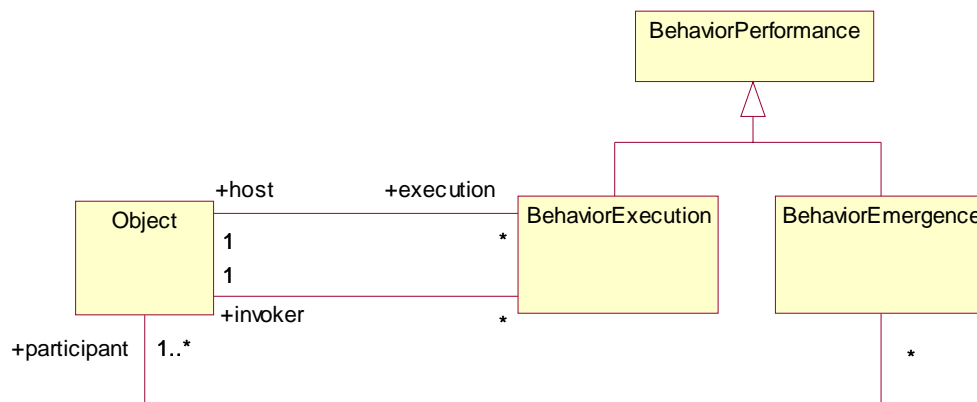 BehaviorPerformance
+host
+execution
Object
BehaviorExecution
BehaviorEmergence
1
*
1
+invoker
*
+participant
1..*
*